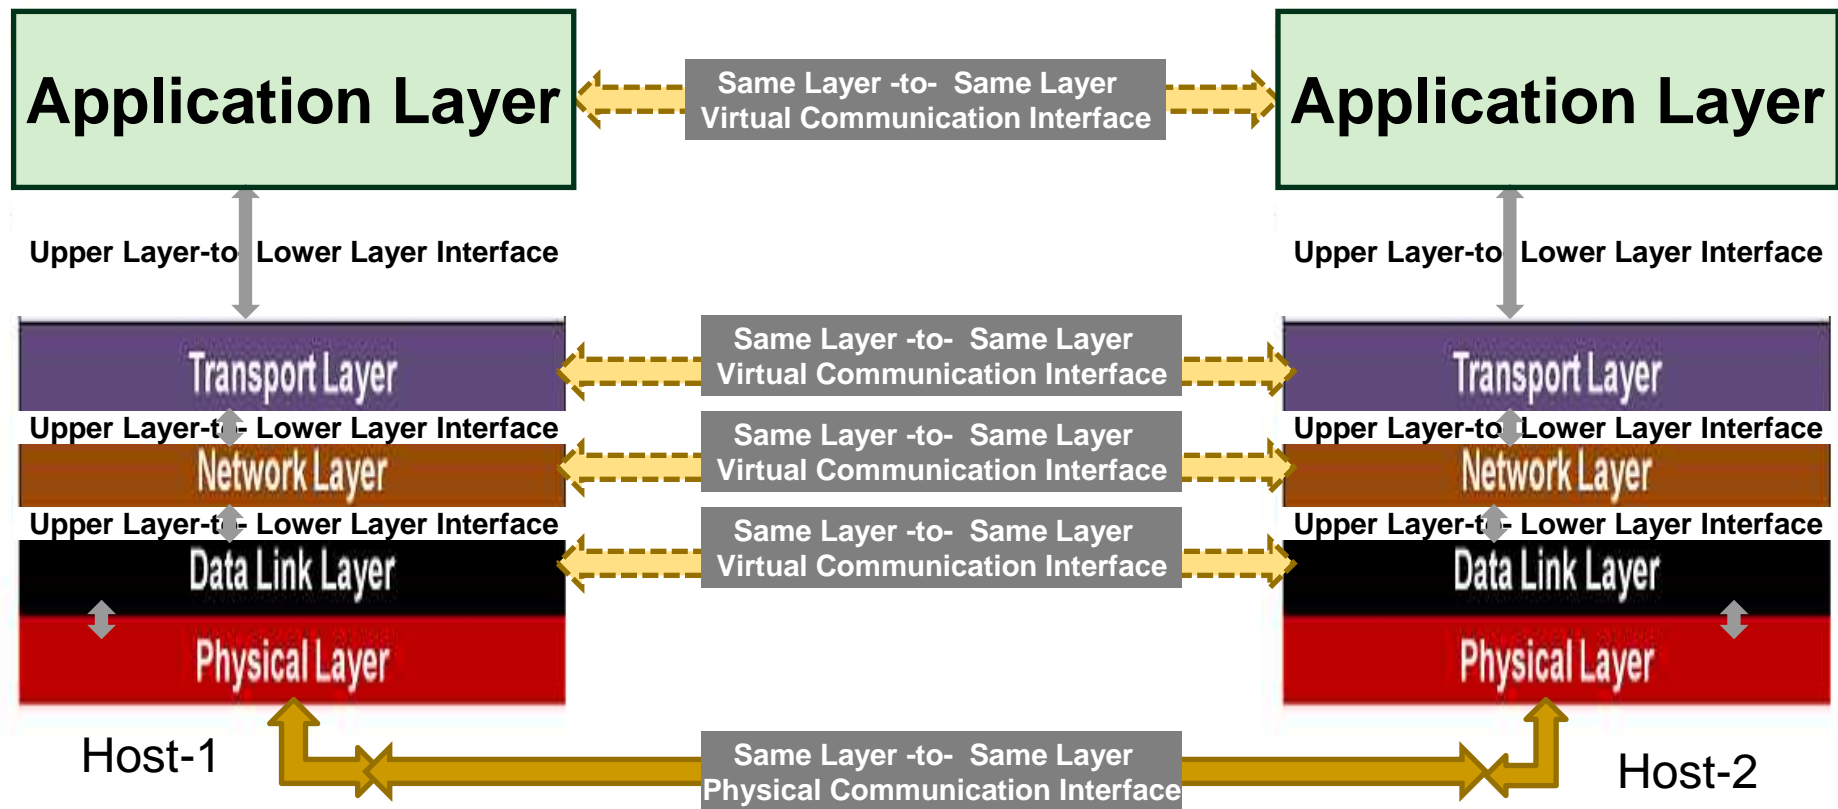 Application Layer
Same Layer -to- Same Layer
Virtual Communication Interface
Application Layer
Upper Layer-to- Lower Layer Interface
Upper Layer-to- Lower Layer Interface
Transport Layer
Same Layer -to- Same Layer
Virtual Communication Interface
Transport Layer
Upper Layer-to- Lower Layer Interface
Upper Layer-to- Lower Layer Interface
Network Layer
Same Layer -to- Same Layer
Virtual Communication Interface
Network Layer
Upper Layer-to- Lower Layer Interface
Upper Layer-to- Lower Layer Interface
Data Link Layer
Same Layer -to- Same Layer
Virtual Communication Interface
Data Link Layer
Physical Layer
Physical Layer
Host-1
Same Layer -to- Same Layer
Physical Communication Interface
Host-2